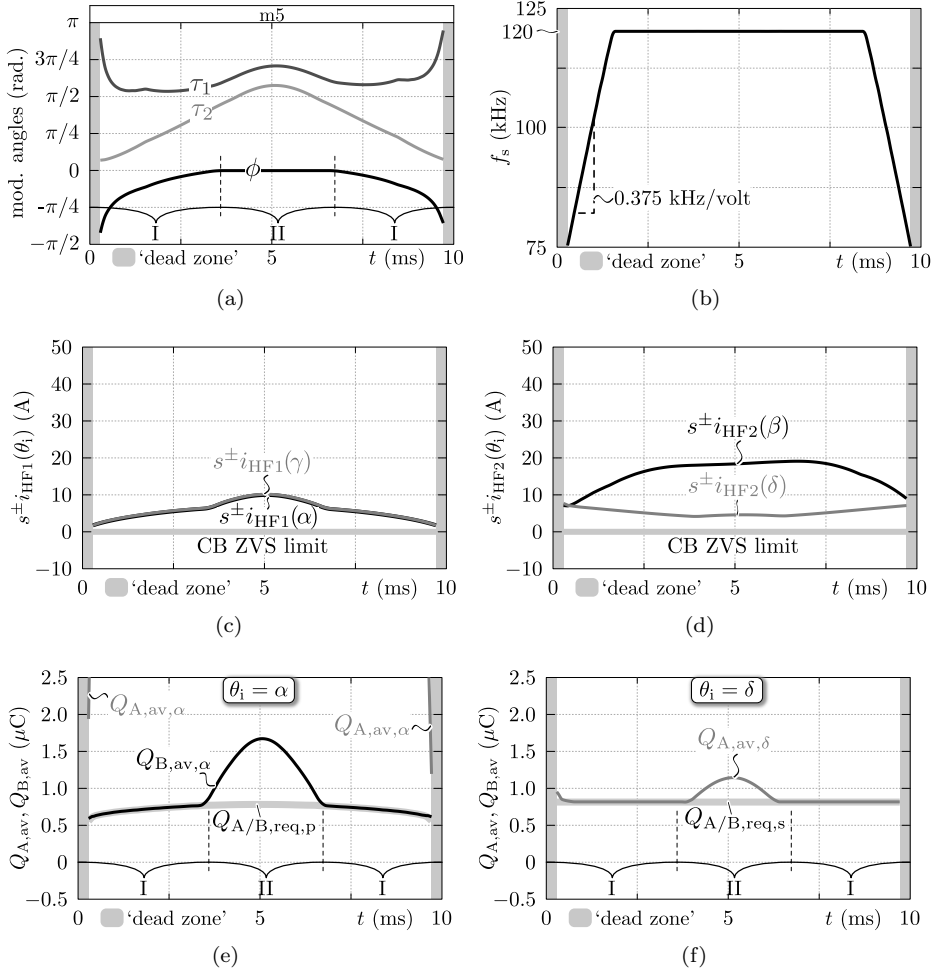 m5
mod. angles (rad.)
π
3π/4
π/2
π/4
0
-π/4
−π/2
τ1
τ2
ϕ
I II I
0 5 10
'dead zone' t (ms)
(a)
fs (kHz)
125
120
100
75
0.375 kHz/volt
0 5 10
'dead zone' t (ms)
(b)
s±iHF1(θi) (A)
50
40
30
20
10
0
−10
s±iHF1(γ)
s±iHF1(α)
CB ZVS limit
0 5 10
'dead zone' t (ms)
(c)
s±iHF2(θi) (A)
50
40
30
20
10
0
−10
s±iHF2(β)
s±iHF2(δ)
CB ZVS limit
0 5 10
'dead zone' t (ms)
(d)
QA,av, QB,av (μC)
2.5
2.0
1.5
1.0
0.5
0
−0.5
θi = α
QA,av,α
QA,av,α
QB,av,α
QA/B,req,p
I II I
0 5 10
'dead zone' t (ms)
(e)
QA,av, QB,av (μC)
2.5
2.0
1.5
1.0
0.5
0
−0.5
θi = δ
QA,av,δ
QA/B,req,s
I II I
0 5 10
'dead zone' t (ms)
(f)